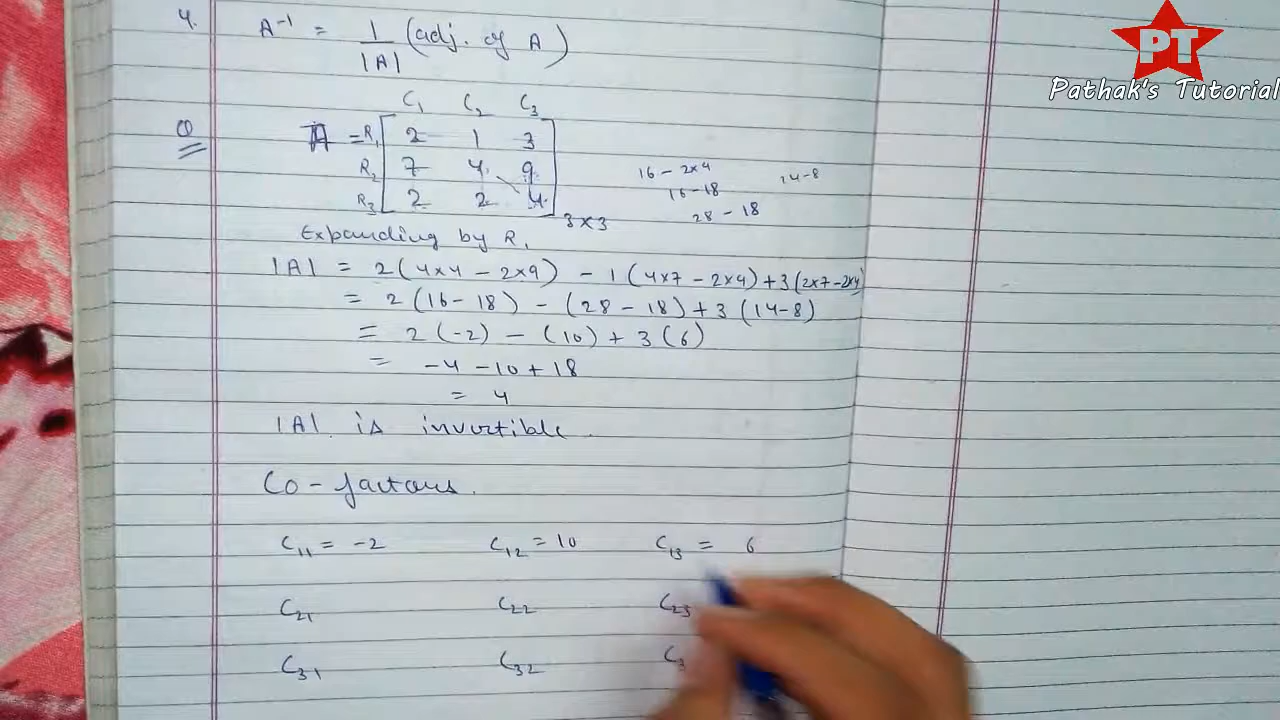 4. A⁻¹ = 1/|A| (adj. of A)
PT
Pathak's Tutorial
C₁ C₂ C₃
Q A = R₁ [ 2 1 3
R₂ 7 4 9
R₃ 2 2 4 ] 3×3
16 - 2×4
14-8
16-18
28 - 18
Expanding by R₁
|A| = 2(4×4 - 2×9) - 1(4×7 - 2×9) + 3(2×7-2×4)
= 2(16-18) - (28-18) + 3(14-8)
= 2(-2) - (10) + 3(6)
= -4 -10 + 18
= 4
|A| is invertible.
Co-factors.
C₁₁ = -2 C₁₂ = 10 C₁₃ = 6
C₂₁ C₂₂ C₂₃
C₃₁ C₃₂ C₃